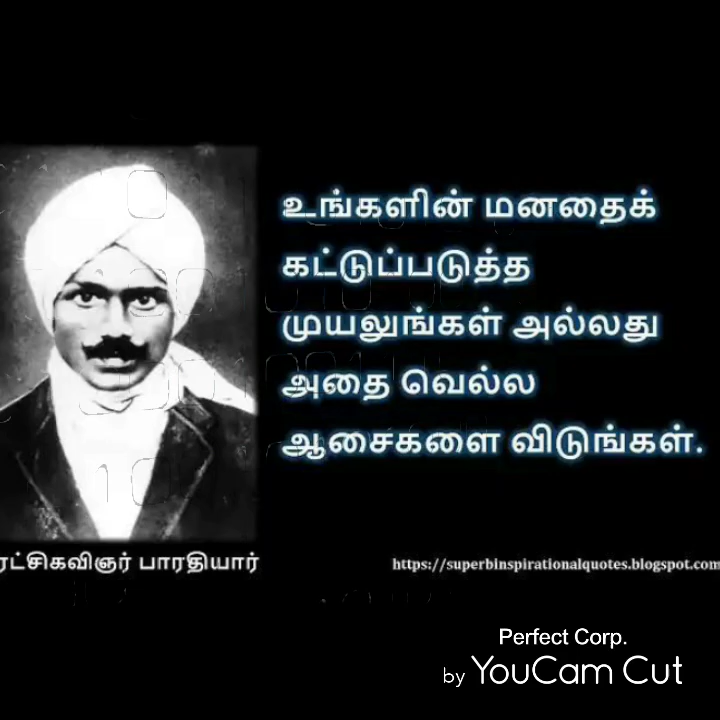 உங்களின் மனதைக்
கட்டுப்படுத்த
முயலுங்கள் அல்லது
அதை வெல்ல
ஆசைகளை விடுங்கள்.
ரட்சிகவிஞர் பாரதியார்
https://superbinspirationalquotes.blogspot.com
Perfect Corp.
by YouCam Cut